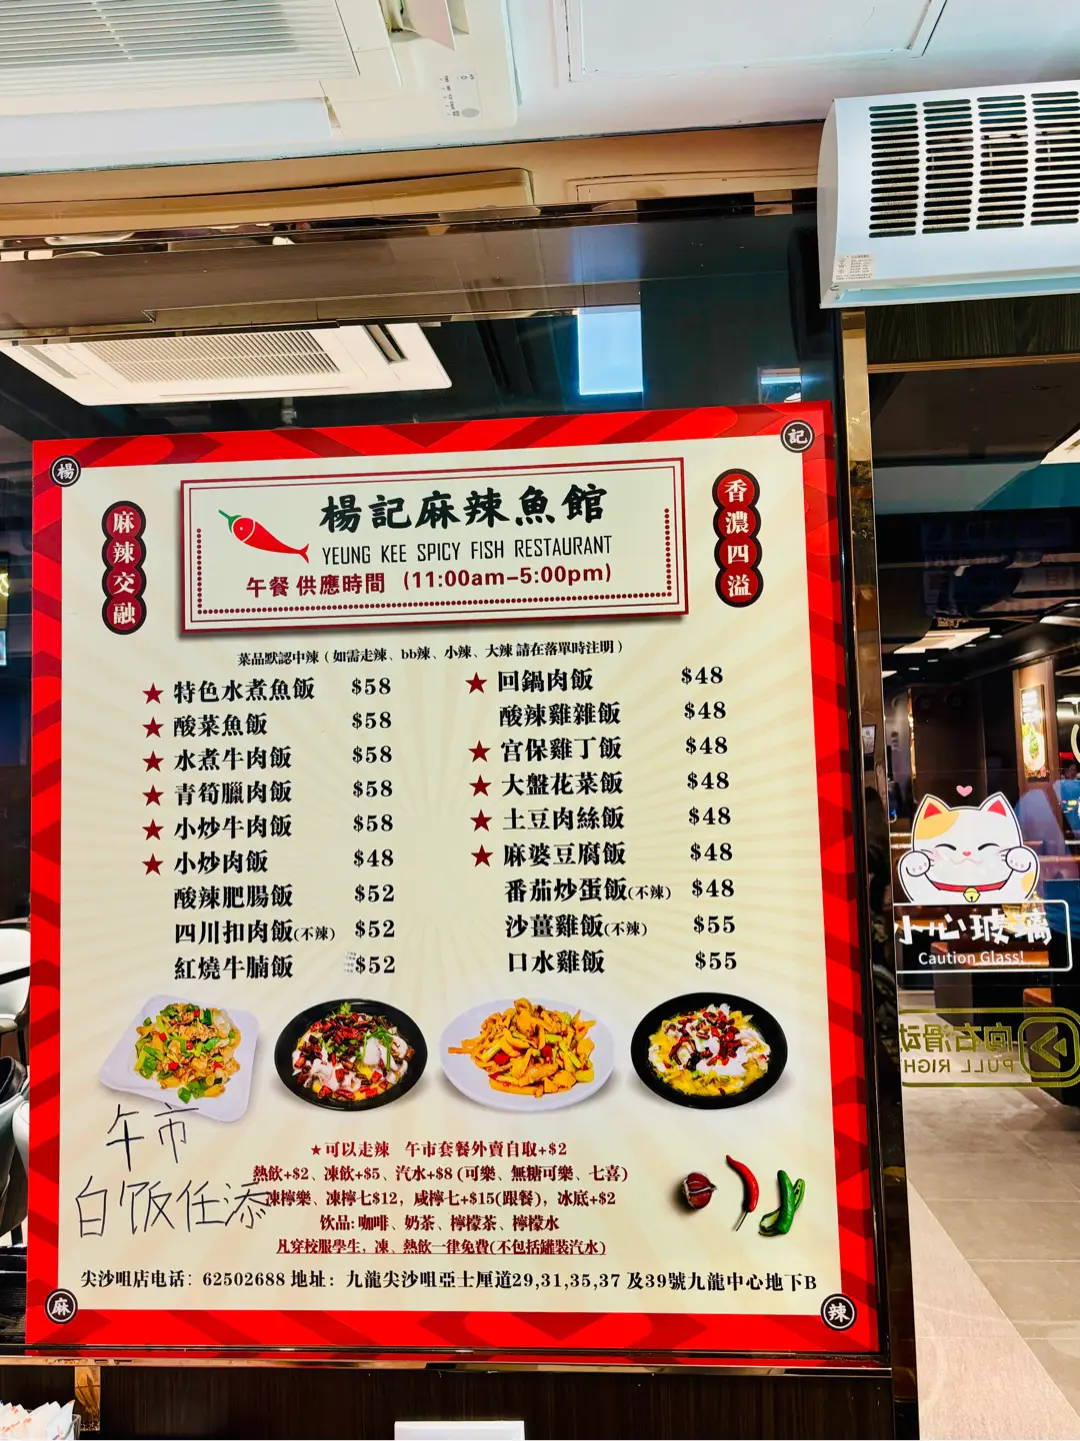 楊
記
麻辣交融
香濃四溢
楊記麻辣魚館
YEUNG KEE SPICY FISH RESTAURANT
午餐 供應時間 (11:00am–5:00pm)
菜品默認中辣（如需走辣、bb辣、小辣、大辣 請在落單時注明）
★ 特色水煮魚飯 $58
★ 酸菜魚飯 $58
★ 水煮牛肉飯 $58
★ 青筍臘肉飯 $58
★ 小炒牛肉飯 $58
★ 小炒肉飯 $48
酸辣肥腸飯 $52
四川扣肉飯(不辣) $52
紅燒牛腩飯 $52
★ 回鍋肉飯 $48
酸辣雞雜飯 $48
★ 宮保雞丁飯 $48
★ 大盤花菜飯 $48
★ 土豆肉絲飯 $48
★ 麻婆豆腐飯 $48
番茄炒蛋飯(不辣) $48
沙薑雞飯(不辣) $55
口水雞飯 $55
午市
白饭任添
★可以走辣 午市套餐外賣自取+$2
熱飲+$2、凍飲+$5、汽水+$8 (可樂、無糖可樂、七喜)
凍檸樂、凍檸七$12，咸檸七+$15(跟餐)，冰底+$2
饮品: 咖啡、奶茶、檸檬茶、檸檬水
凡穿校服學生，凍、熱飲一律免費(不包括罐裝汽水)
尖沙咀店电话：62502688 地址：九龍尖沙咀亞士厘道29,31,35,37 及39號九龍中心地下B
麻
辣
小心玻璃
Caution Glass!
向右滑动
PULL RIGH